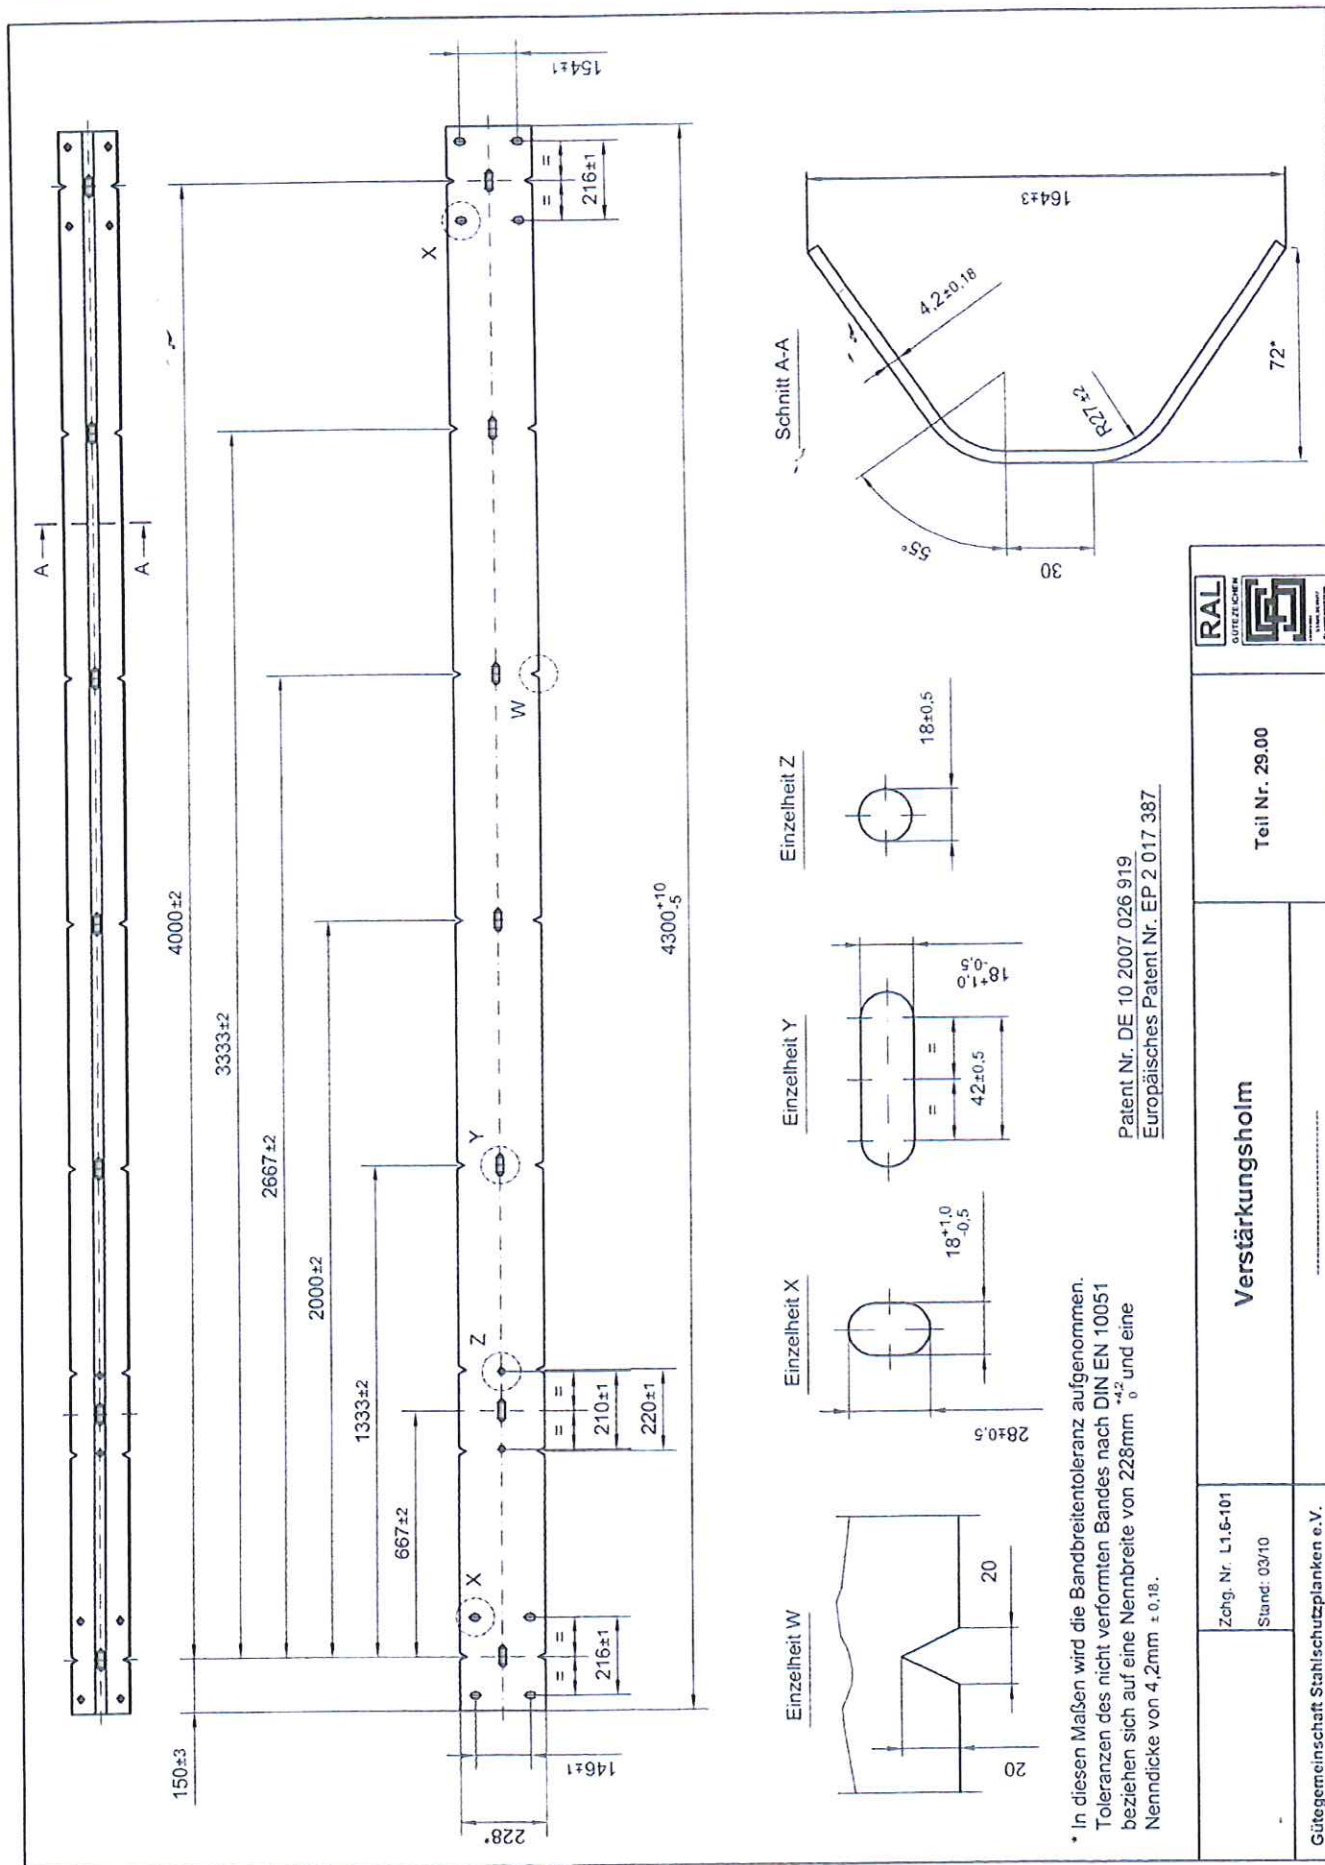 A
A
150±3
4000±2
3333±2
2667±2
2000±2
1333±2
667±2
X
Z
Y
W
X
=
=
216±1
=
=
210±1
220±1
=
=
216±1
146±1
154±1
228*
4300 +10 -5
Einzelheit W
20
20
Einzelheit X
28±0,5
18 +1,0 -0,5
Einzelheit Y
=
=
42±0,5
18 +1,0 -0,5
Einzelheit Z
18±0,5
Schnitt A-A
55°
30
4,2±0,18
R27±2
164±3
72*
* In diesen Maßen wird die Bandbreitentoleranz aufgenommen.
Toleranzen des nicht verformten Bandes nach DIN EN 10051
beziehen sich auf eine Nennbreite von 228mm +4,2 0 und eine
Nenndicke von 4,2mm ± 0,18.
Patent Nr. DE 10 2007 026 919
Europäisches Patent Nr. EP 2 017 387
Zchg. Nr. L1.6-101
Stand: 03/10
Verstärkungsholm
Teil Nr. 29.00
RAL
GÜTEZEICHEN
Gütegemeinschaft Stahlschutzplanken e.V.